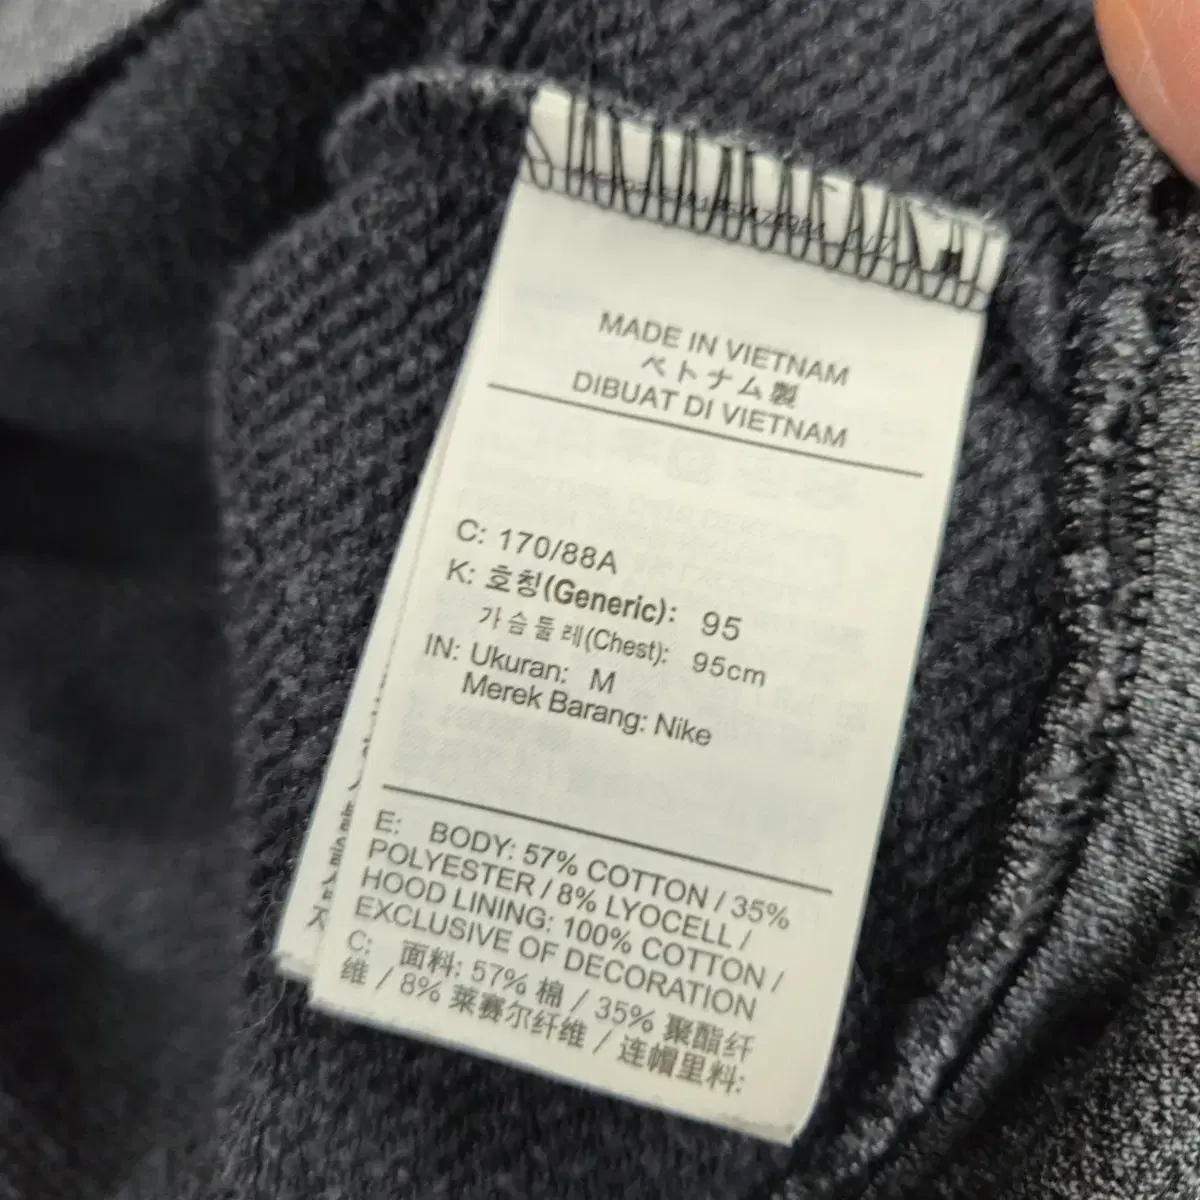 MADE IN VIETNAM
ベトナム製
DIBUAT DI VIETNAM
C: 170/88A
K: 호칭(Generic): 95
가슴둘레(Chest): 95cm
IN: Ukuran: M
Merek Barang: Nike
E: BODY: 57% COTTON / 35%
POLYESTER / 8% LYOCELL /
HOOD LINING: 100% COTTON /
EXCLUSIVE OF DECORATION
C: 面料: 57% 棉 / 35% 聚酯纤
维 / 8% 莱赛尔纤维 / 连帽里料: